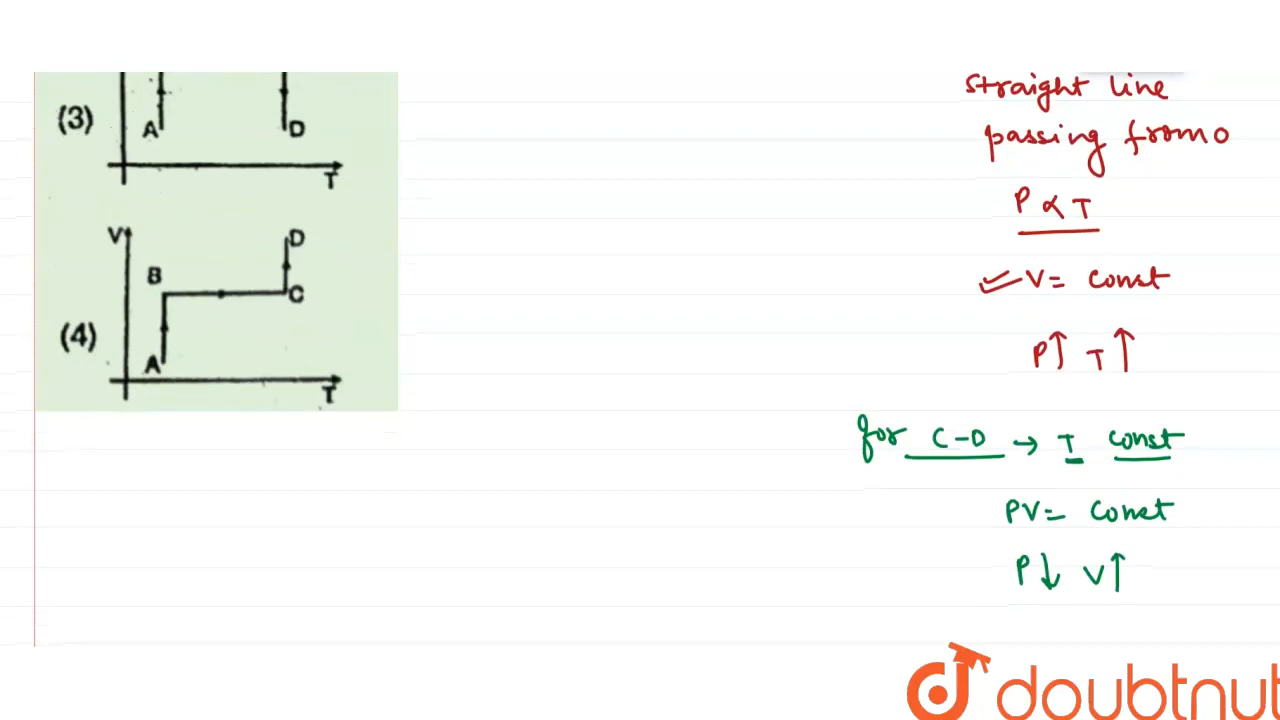 (3)
A
D
T
V
D
B
C
(4)
A
T
straight line
passing from o
P ∝ T
✓ V = const
P↑ T↑
for C-D → T const
PV = const
P↓ V↑
doubtnut